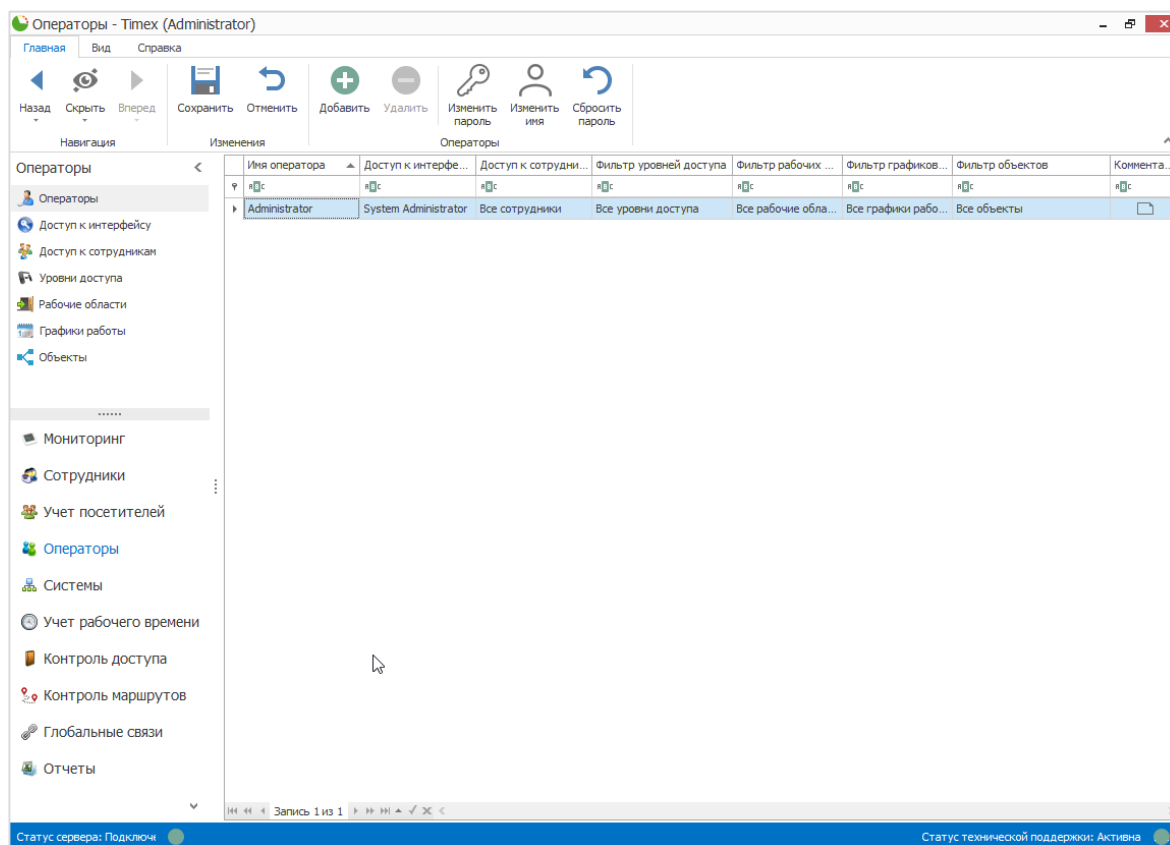 Операторы - Timex (Administrator)
Главная Вид Справка
Назад Скрыть Вперед Сохранить Отменить Добавить Удалить Изменить пароль Изменить имя Сбросить пароль
Навигация Изменения Операторы
Операторы
Имя оператора Доступ к интерфе... Доступ к сотрудни... Фильтр уровней доступа Фильтр рабочих ... Фильтр графиков... Фильтр объектов Коммента...
Administrator System Administrator Все сотрудники Все уровни доступа Все рабочие обла... Все графики рабо... Все объекты
Операторы
Доступ к интерфейсу
Доступ к сотрудникам
Уровни доступа
Рабочие области
Графики работы
Объекты
Мониторинг
Сотрудники
Учет посетителей
Операторы
Системы
Учет рабочего времени
Контроль доступа
Контроль маршрутов
Глобальные связи
Отчеты
Запись 1 из 1
Статус сервера: Подключе Статус технической поддержки: Активна